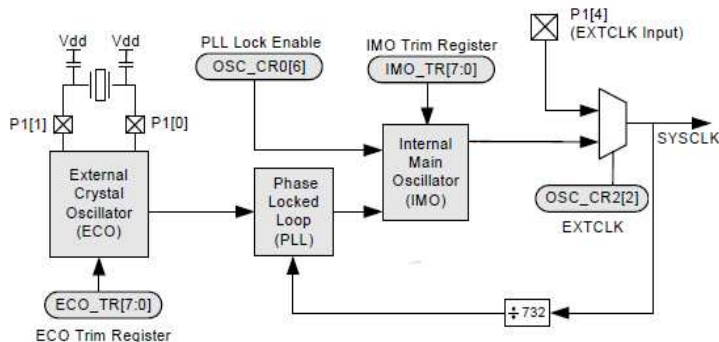 Vdd
Vdd
PLL Lock Enable
OSC_CR0[6]
IMO Trim Register
IMO_TR[7:0]
P1[4]
(EXTCLK Input)
P1[1]
P1[0]
SYSCLK
External
Crystal
Oscillator
(ECO)
Phase
Locked
Loop
(PLL)
Internal
Main
Oscillator
(IMO)
OSC_CR2[2]
EXTCLK
ECO_TR[7:0]
ECO Trim Register
÷732